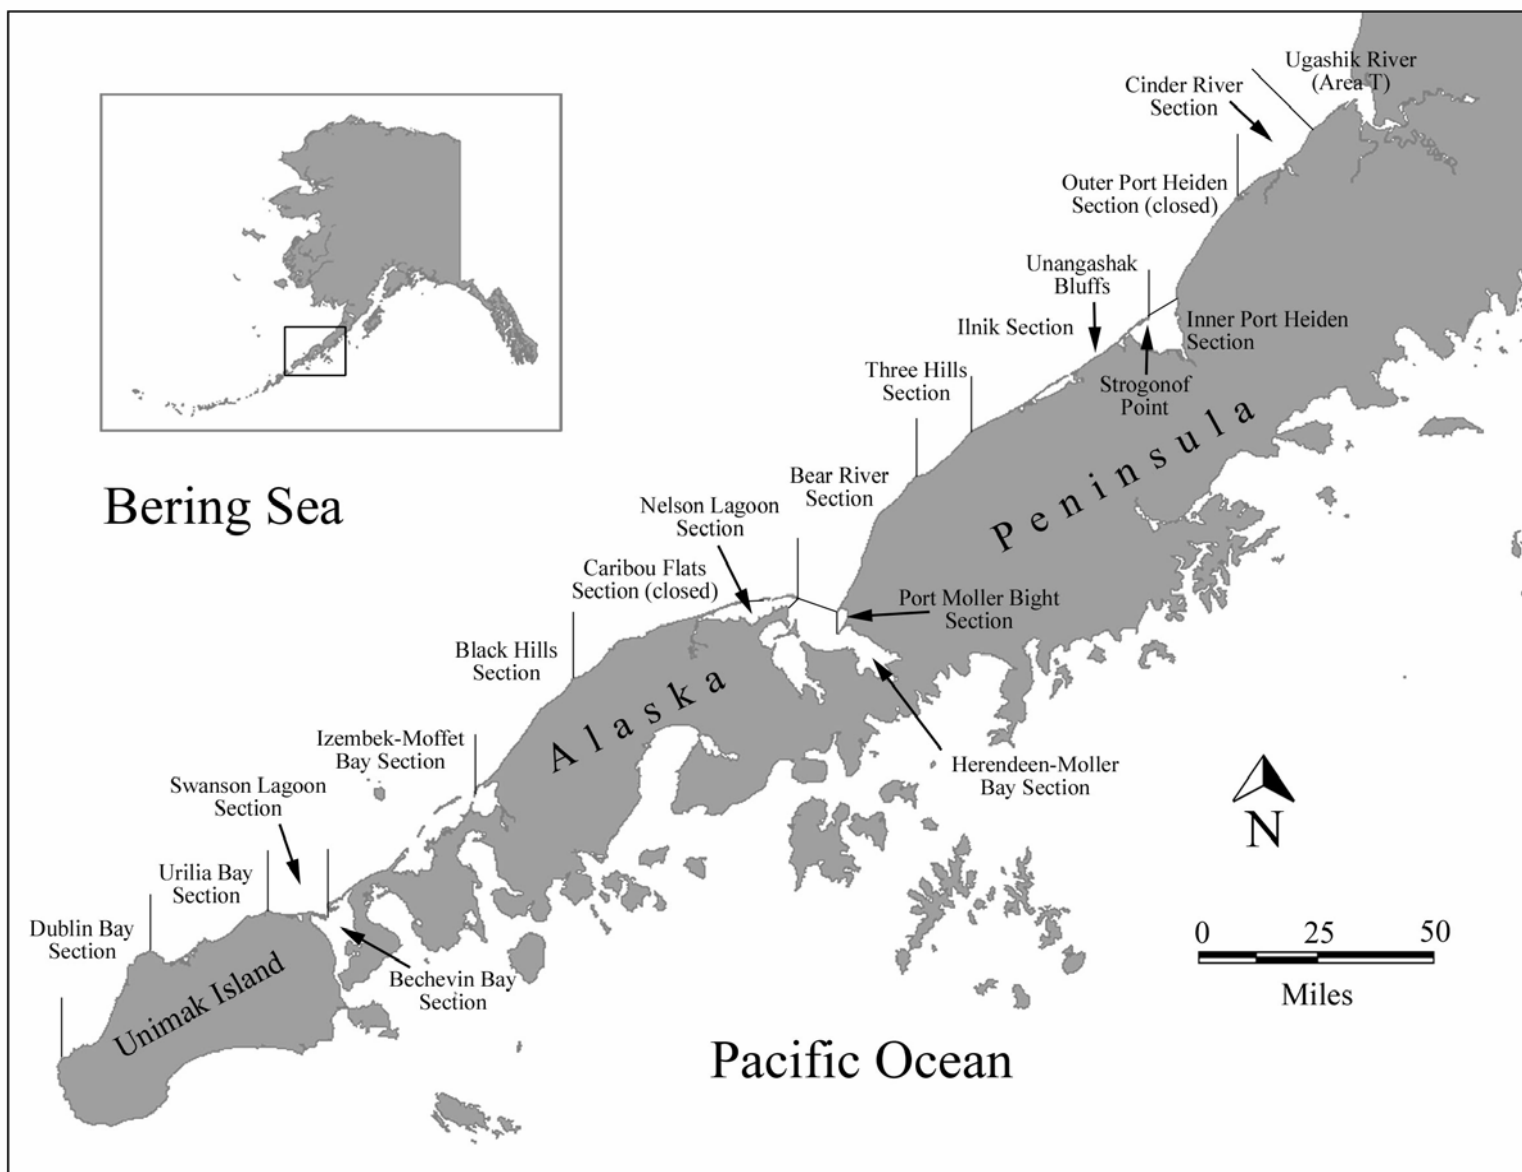 Ugashik River
(Area T)
Cinder River
Section
Outer Port Heiden
Section (closed)
Unangashak
Bluffs
Ilnik Section
Inner Port Heiden
Section
Strogonof
Point
Three Hills
Section
Bear River
Section
Nelson Lagoon
Section
Caribou Flats
Section (closed)
Port Moller Bight
Section
Black Hills
Section
Herendeen-Moller
Bay Section
Izembek-Moffet
Bay Section
Swanson Lagoon
Section
Urilia Bay
Section
Dublin Bay
Section
Bechevin Bay
Section
Bering Sea
Alaska
Peninsula
Unimak Island
Pacific Ocean
N
0 25 50
Miles